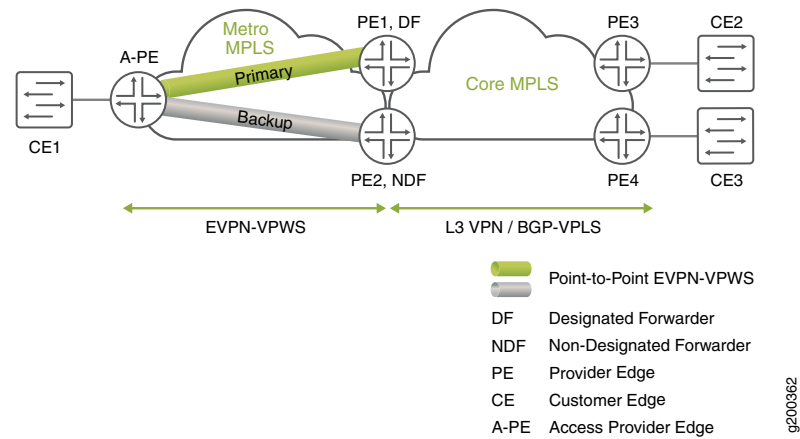 Metro
MPLS
PE1, DF
PE3
CE2
A-PE
Primary
Core MPLS
Backup
CE1
PE2, NDF
PE4
CE3
EVPN-VPWS
L3 VPN / BGP-VPLS
Point-to-Point EVPN-VPWS
DF Designated Forwarder
NDF Non-Designated Forwarder
PE Provider Edge
CE Customer Edge
A-PE Access Provider Edge
g200362